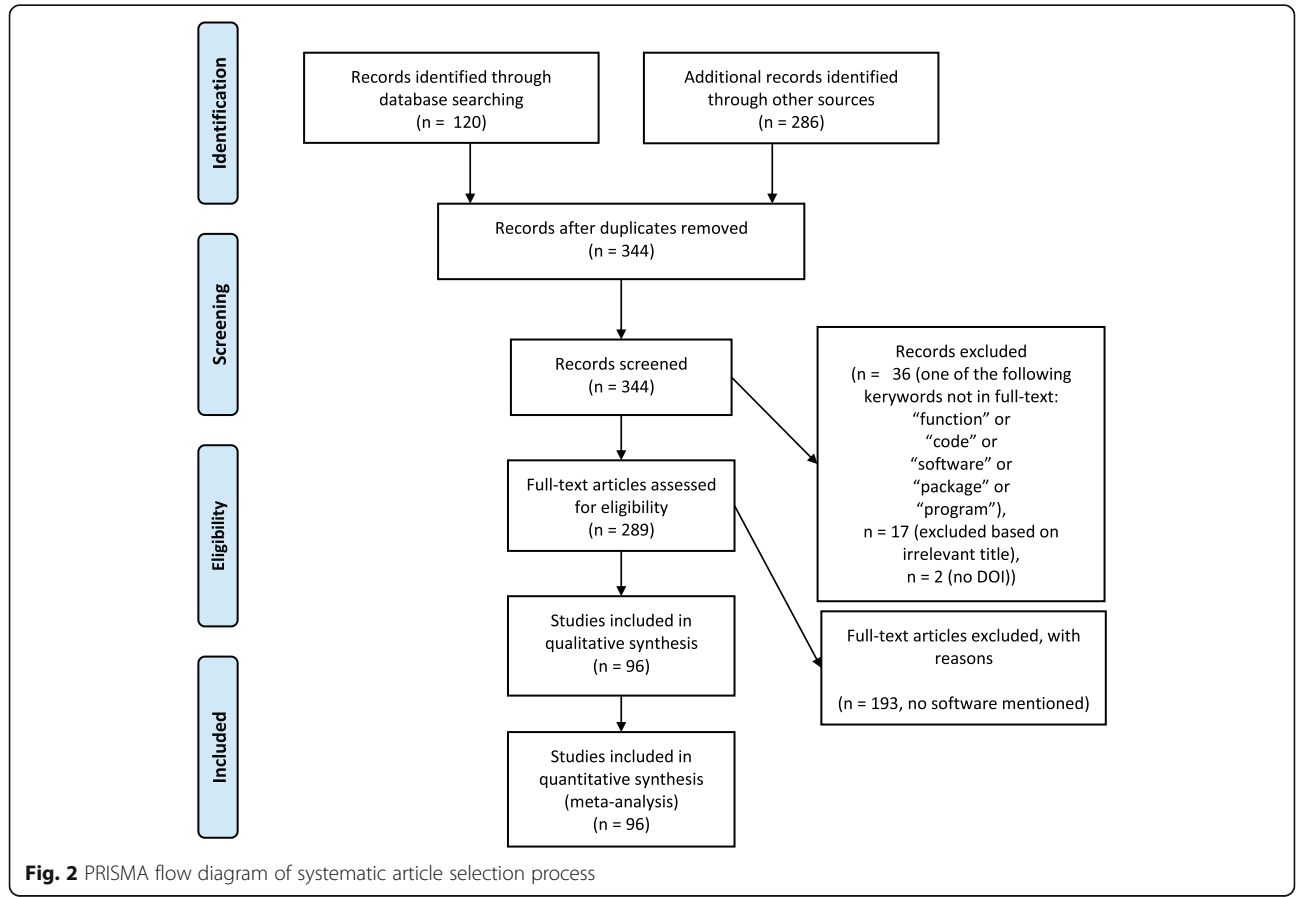 Identification
Records identified through
database searching
(n = 120)
Additional records identified
through other sources
(n = 286)
Records after duplicates removed
(n = 344)
Screening
Records screened
(n = 344)
Records excluded
(n = 36 (one of the following
kerywords not in full-text:
“function” or
“code” or
“software” or
“package” or
“program”),
n = 17 (excluded based on
irrelevant title),
n = 2 (no DOI))
Eligibility
Full-text articles assessed
for eligibility
(n = 289)
Full-text articles excluded, with
reasons
(n = 193, no software mentioned)
Studies included in
qualitative synthesis
(n = 96)
Included
Studies included in
quantitative synthesis
(meta-analysis)
(n = 96)
Fig. 2 PRISMA flow diagram of systematic article selection process